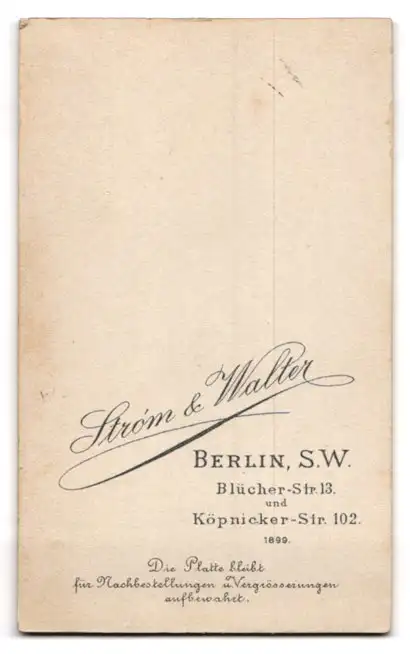 Ström & Walter
BERLIN, S.W.
Blücher-Str. 13.
und
Köpnicker-Str. 102.
1899.
Die Platte bleibt
für Nachbestellungen u. Vergrösserungen
aufbewahrt.